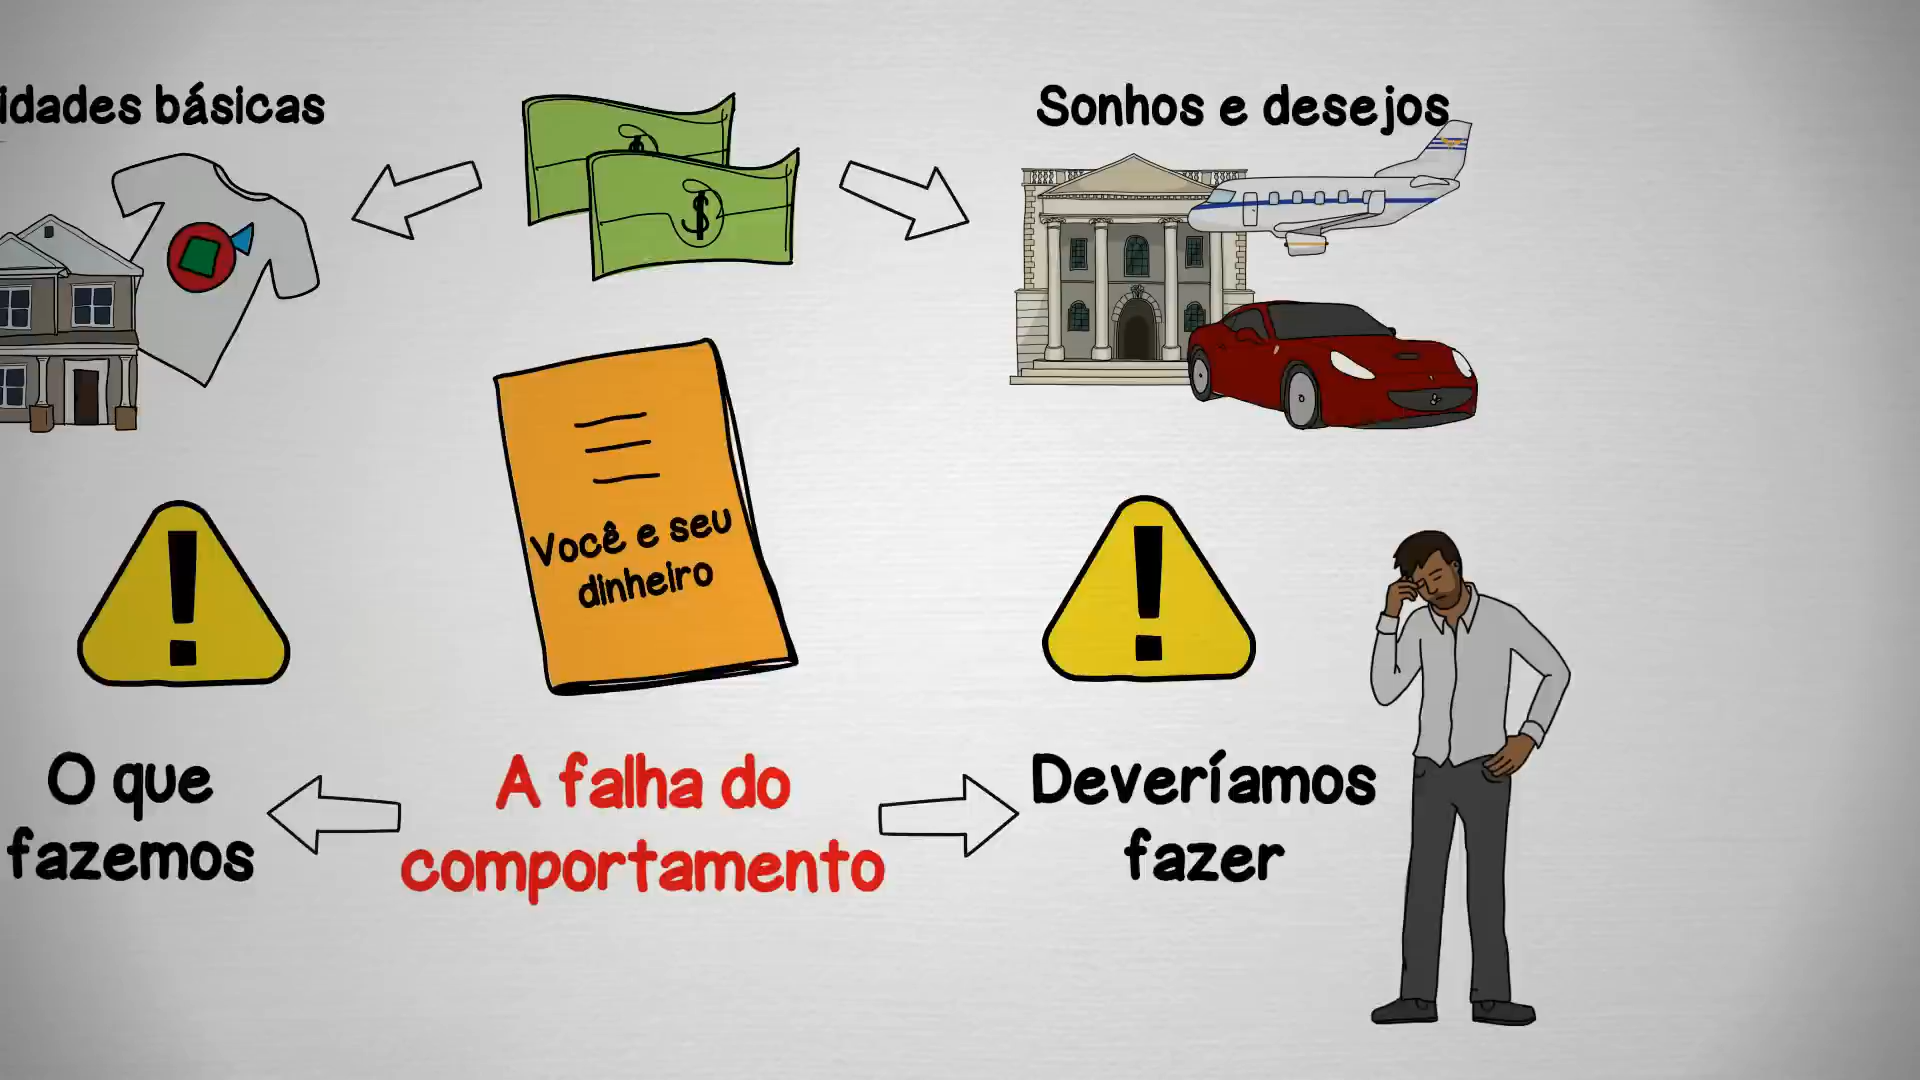 idades básicas
Sonhos e desejos
$
Você e seu
dinheiro
O que
fazemos
A falha do
comportamento
Deveríamos
fazer